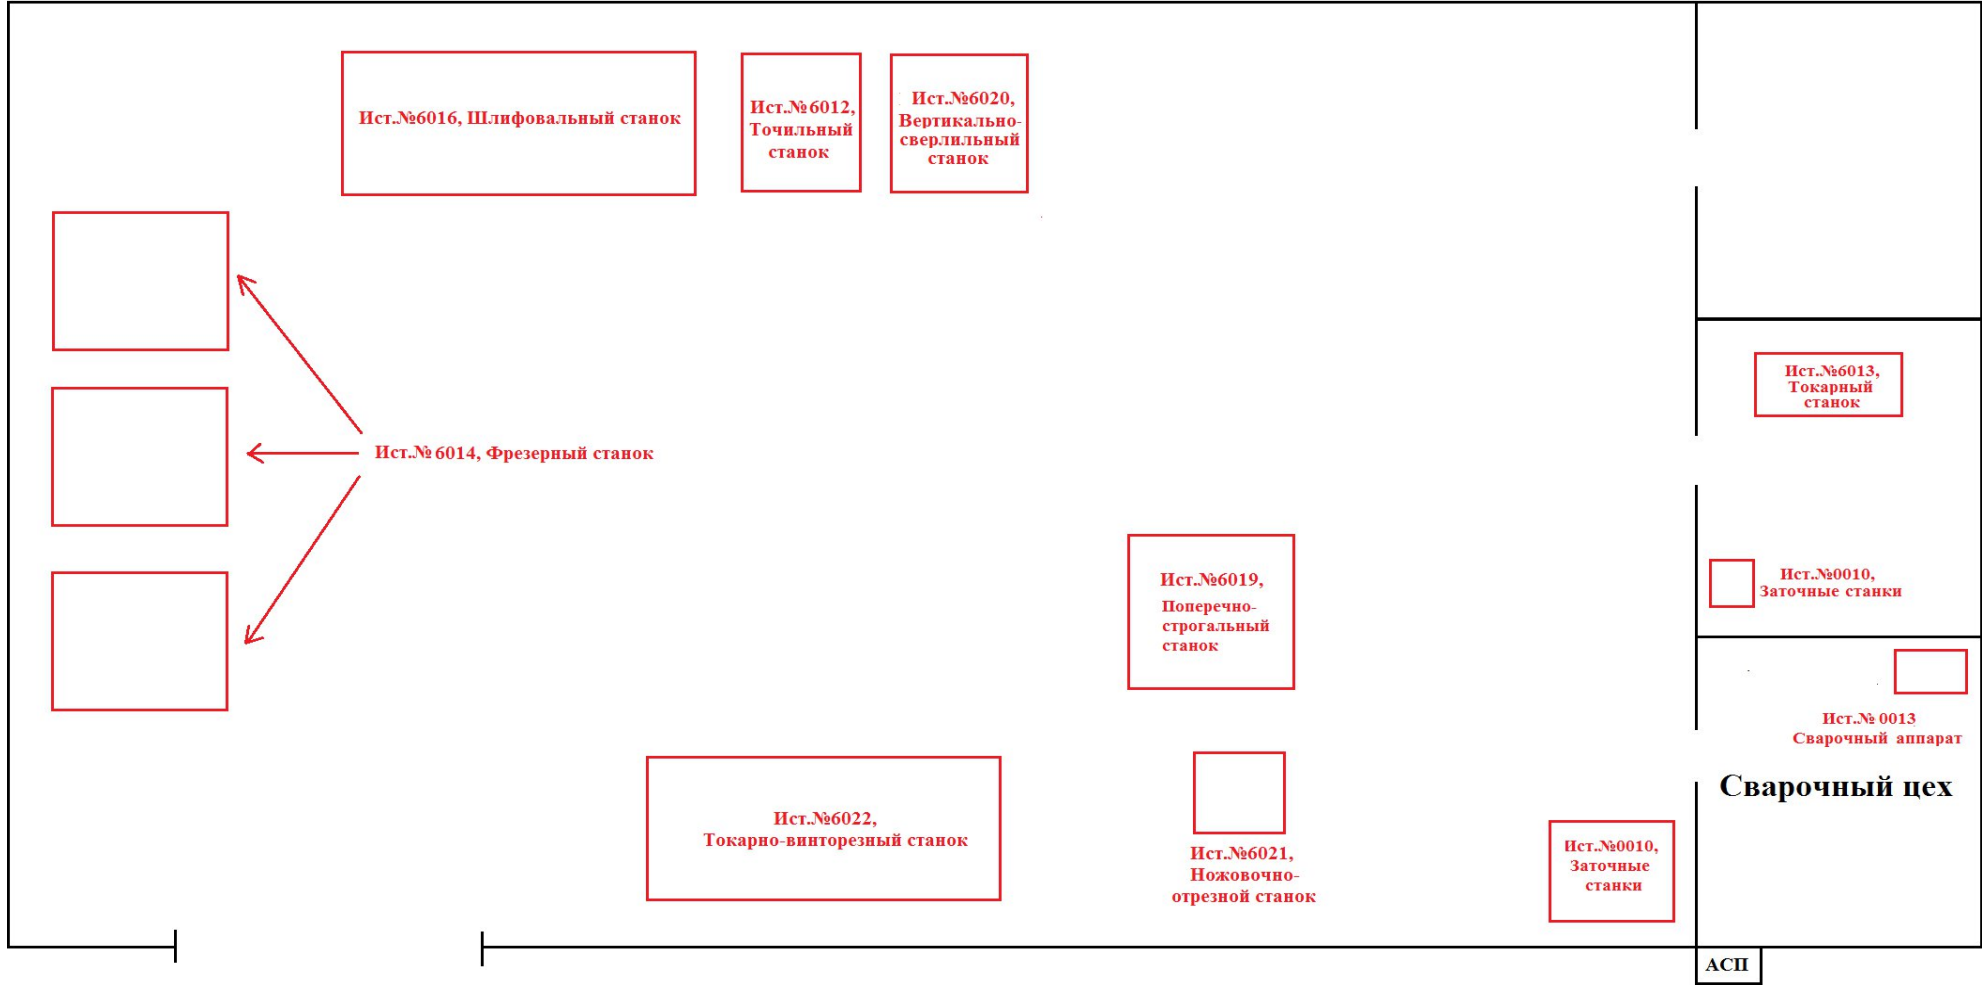 Ист.№6016, Шлифовальный станок
Ист.№6012,
Точильный
станок
Ист.№6020,
Вертикально-
сверлильный
станок
Ист.№6013,
Токарный
станок
Ист.№ 6014, Фрезерный станок
Ист.№6019,
Поперечно-
строгальный
станок
Ист.№0010,
Заточные станки
Ист.№ 0013
Сварочный аппарат
Сварочный цех
Ист.№6022,
Токарно-винторезный станок
Ист.№6021,
Ножовочно-
отрезной станок
Ист.№0010,
Заточные
станки
АСП